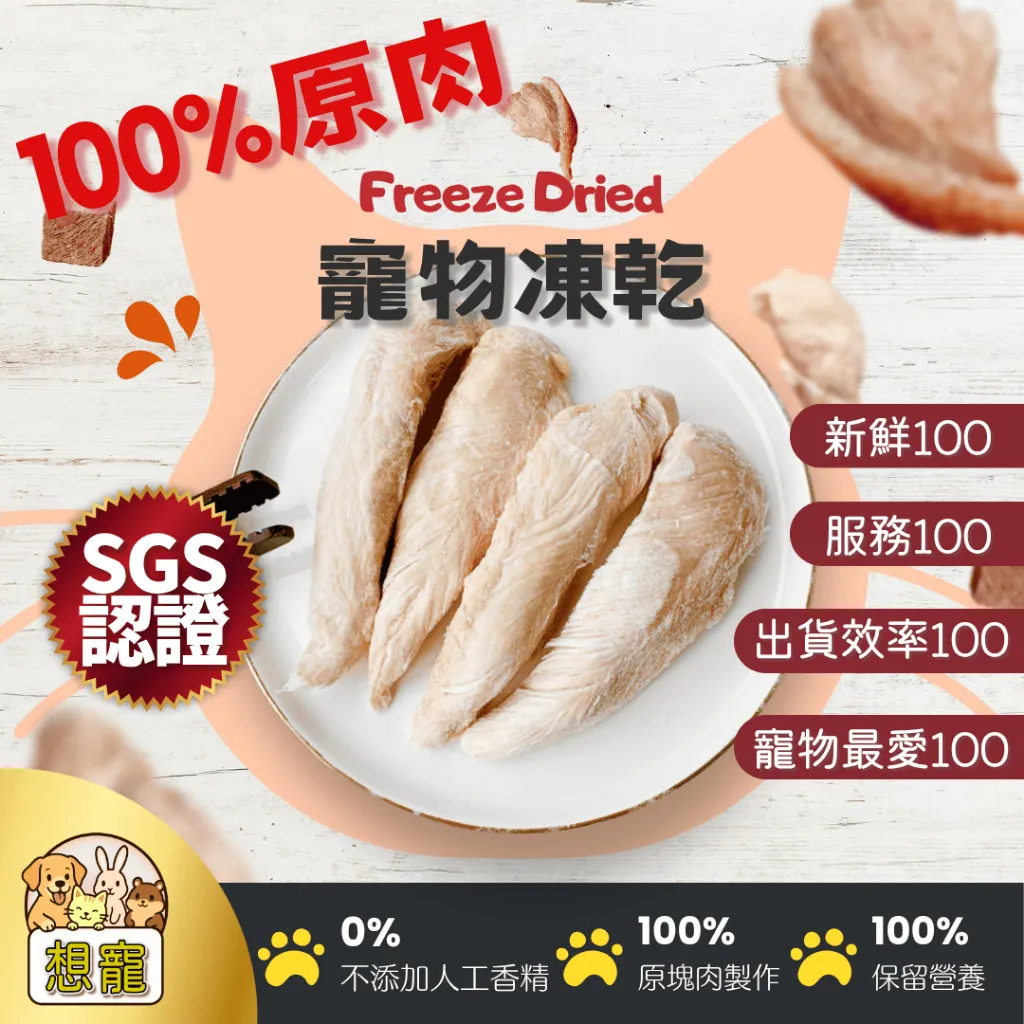 100%原肉
Freeze Dried
寵物凍乾
新鮮100
服務100
SGS
認證
出貨效率100
寵物最愛100
想寵
0%
不添加人工香精
100%
原塊肉製作
100%
保留營養